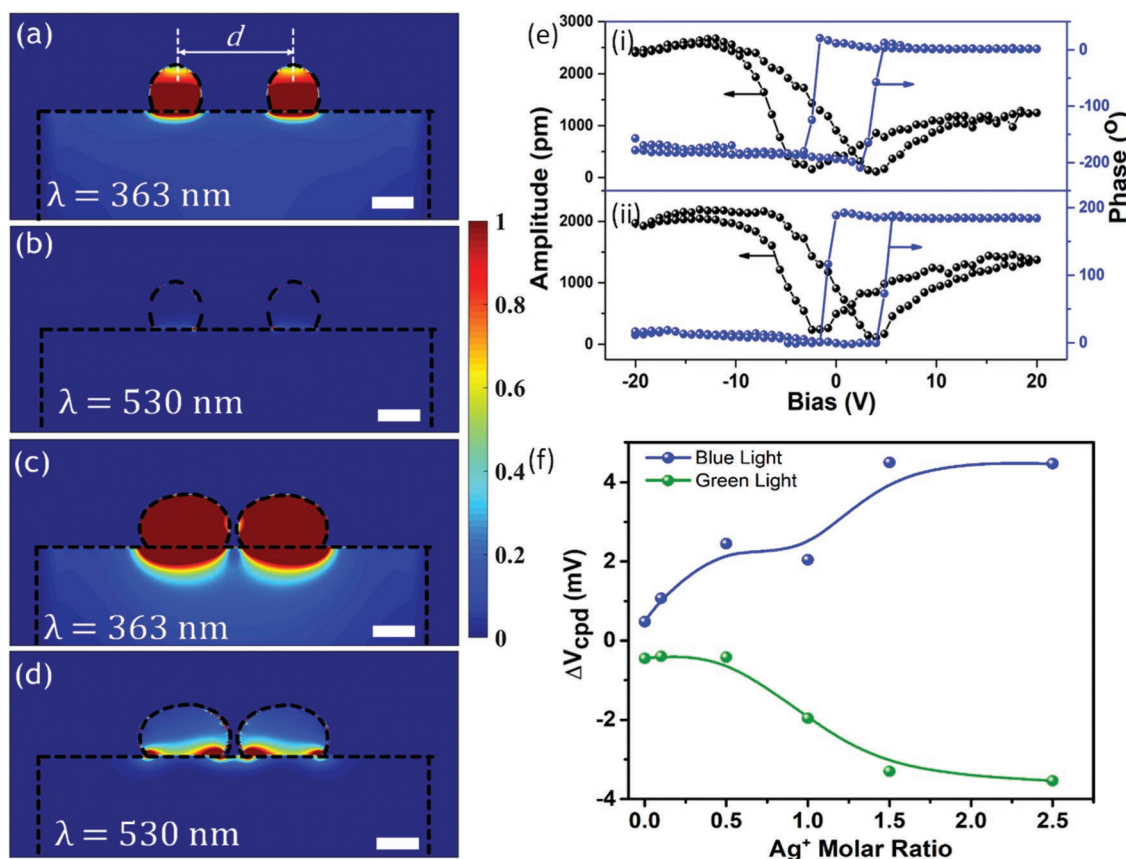 (a)
d
λ = 363 nm
(b)
λ = 530 nm
(c)
λ = 363 nm
(d)
λ = 530 nm
1
0.8
0.6
0.4
0.2
0
(e)
(i)
3000
2000
1000
0
0
-100
-200
(ii)
2000
1000
0
200
100
0
Amplitude (pm)
Phase (°)
-20
-10
0
10
20
Bias (V)
(f)
Blue Light
Green Light
4
2
0
-2
-4
ΔVcpd (mV)
0.0
0.5
1.0
1.5
2.0
2.5
Ag⁺ Molar Ratio